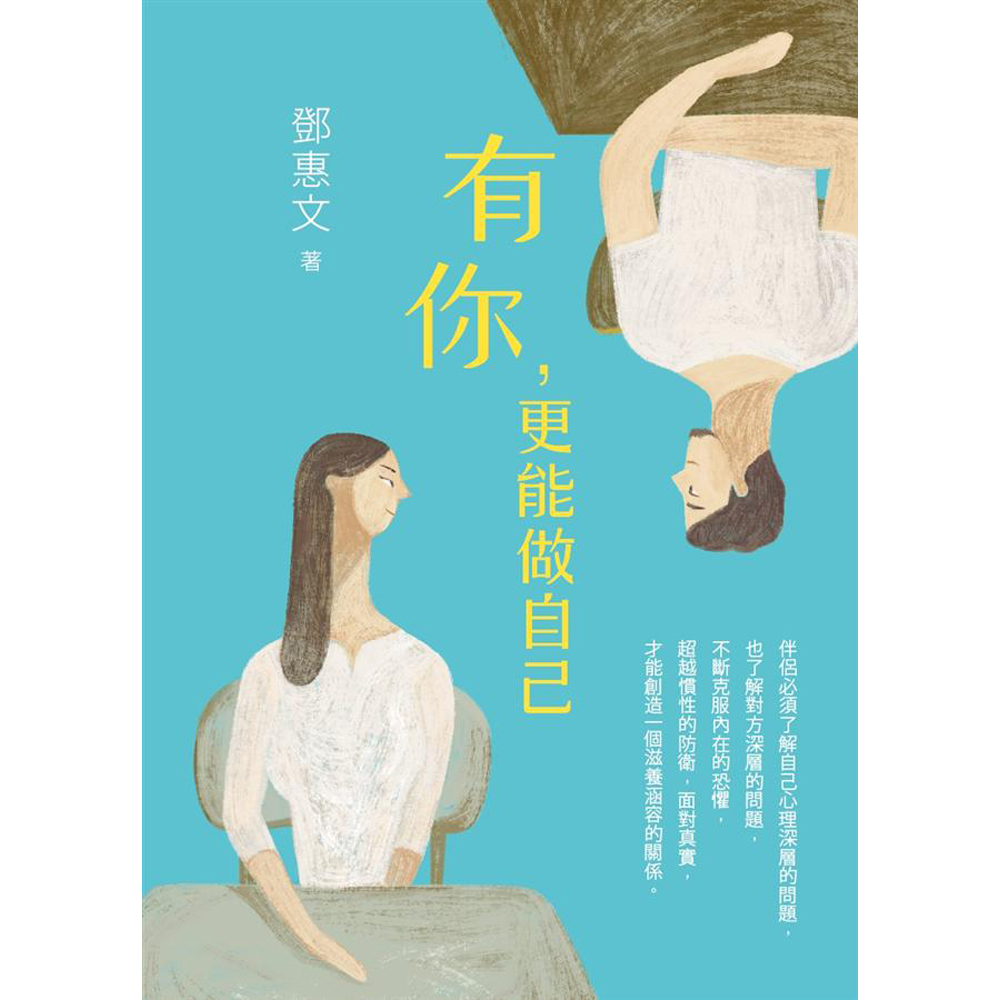 有你，
更能做自己
鄧惠文 著
伴侶必須了解自己心理深層的問題，
也了解對方深層的問題，
不斷克服內在的恐懼，
超越慣性的防衛，面對真實，
才能創造一個滋養涵容的關係。